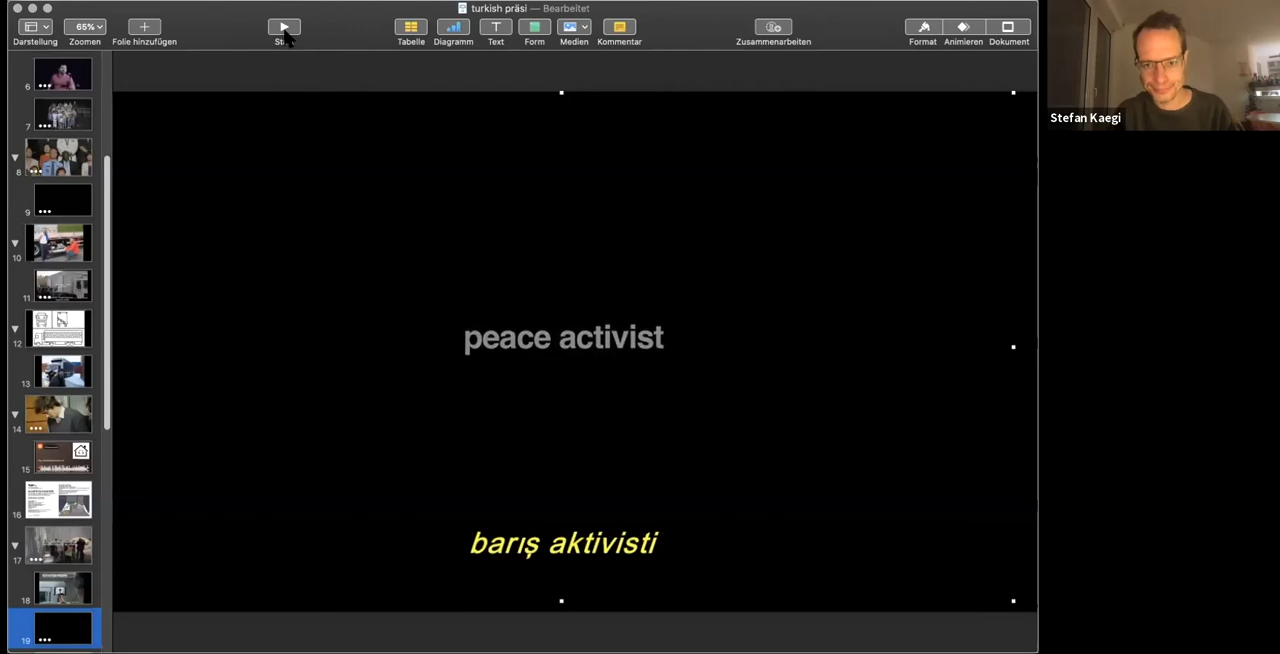 turkish präsi — Bearbeitet
65%
Darstellung
Zoomen
Folie hinzufügen
Tabelle
Diagramm
Text
Form
Medien
Kommentar
Zusammenarbeiten
Format
Animieren
Dokument
6
7
8
9
10
11
12
13
14
15
16
17
18
19
peace activist
barış aktivisti
Stefan Kaegi